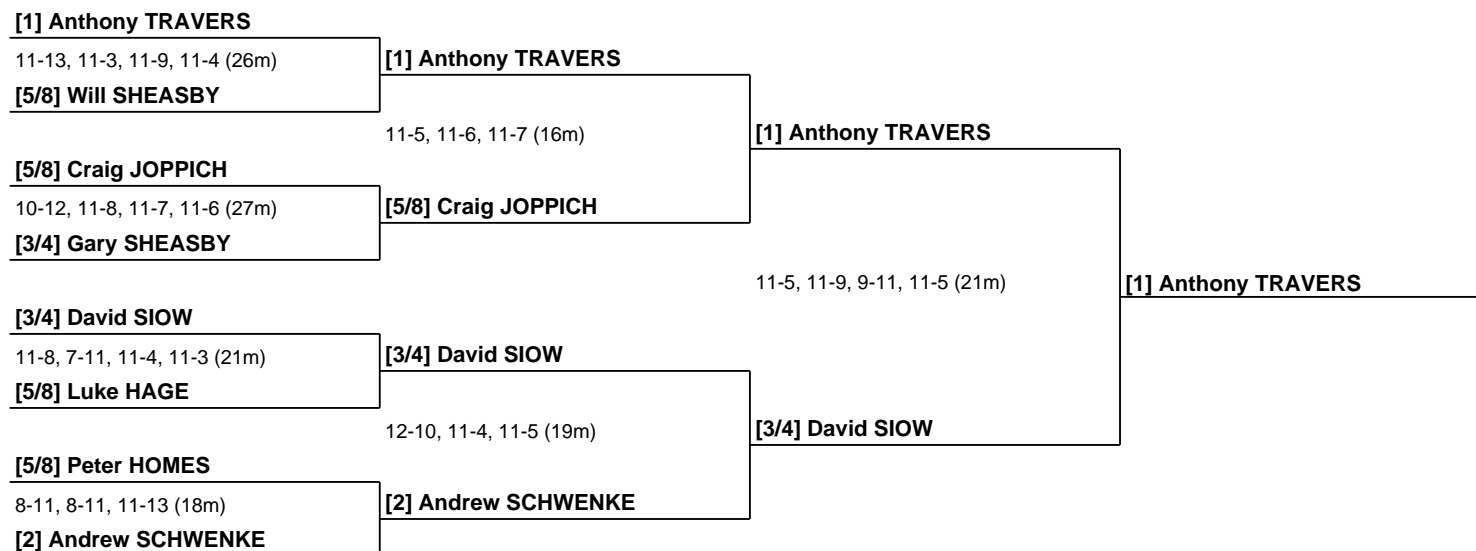 [1] Anthony TRAVERS
11-13, 11-3, 11-9, 11-4 (26m)
[5/8] Will SHEASBY
[1] Anthony TRAVERS
11-5, 11-6, 11-7 (16m)
[5/8] Craig JOPPICH
10-12, 11-8, 11-7, 11-6 (27m)
[3/4] Gary SHEASBY
[5/8] Craig JOPPICH
[1] Anthony TRAVERS
11-5, 11-9, 9-11, 11-5 (21m)
[1] Anthony TRAVERS
[3/4] David SIOW
11-8, 7-11, 11-4, 11-3 (21m)
[5/8] Luke HAGE
[3/4] David SIOW
12-10, 11-4, 11-5 (19m)
[3/4] David SIOW
[5/8] Peter HOMES
8-11, 8-11, 11-13 (18m)
[2] Andrew SCHWENKE
[2] Andrew SCHWENKE